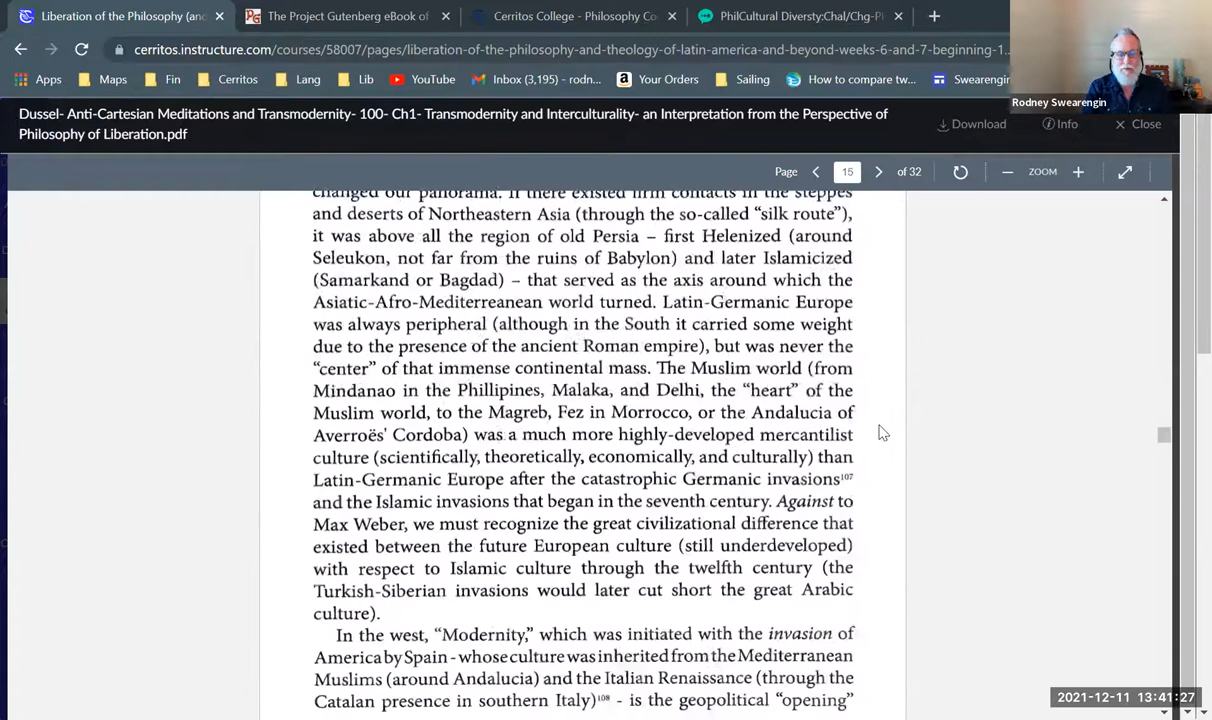 Liberation of the Philosophy (and
The Project Gutenberg eBook of
Cerritos College - Philosophy Co
PhilCultural Diversty:Chal/Chg-P
cerritos.instructure.com/courses/58007/pages/liberation-of-the-philosophy-and-theology-of-latin-america-and-beyond-weeks-6-and-7-beginning-1...
Apps Maps Fin Cerritos Lang Lib YouTube Inbox (3,195) - rodn... Your Orders Sailing How to compare tw... Swearengin
Rodney Swearengin
Dussel- Anti-Cartesian Meditations and Transmodernity- 100- Ch1- Transmodernity and Interculturality- an Interpretation from the Perspective of
Philosophy of Liberation.pdf
Download Info Close
Page 15 of 32 ZOOM
changed our panorama. If there existed firm contacts in the steppes
and deserts of Northeastern Asia (through the so-called “silk route”),
it was above all the region of old Persia – first Helenized (around
Seleukon, not far from the ruins of Babylon) and later Islamicized
(Samarkand or Bagdad) – that served as the axis around which the
Asiatic-Afro-Mediterreanean world turned. Latin-Germanic Europe
was always peripheral (although in the South it carried some weight
due to the presence of the ancient Roman empire), but was never the
“center” of that immense continental mass. The Muslim world (from
Mindanao in the Phillipines, Malaka, and Delhi, the “heart” of the
Muslim world, to the Magreb, Fez in Morrocco, or the Andalucia of
Averroës' Cordoba) was a much more highly-developed mercantilist
culture (scientifically, theoretically, economically, and culturally) than
Latin-Germanic Europe after the catastrophic Germanic invasions107
and the Islamic invasions that began in the seventh century. Against to
Max Weber, we must recognize the great civilizational difference that
existed between the future European culture (still underdeveloped)
with respect to Islamic culture through the twelfth century (the
Turkish-Siberian invasions would later cut short the great Arabic
culture).
In the west, “Modernity,” which was initiated with the invasion of
America by Spain - whose culture was inherited from the Mediterranean
Muslims (around Andalucia) and the Italian Renaissance (through the
Catalan presence in southern Italy)108 - is the geopolitical “opening”
2021-12-11 13:41:27